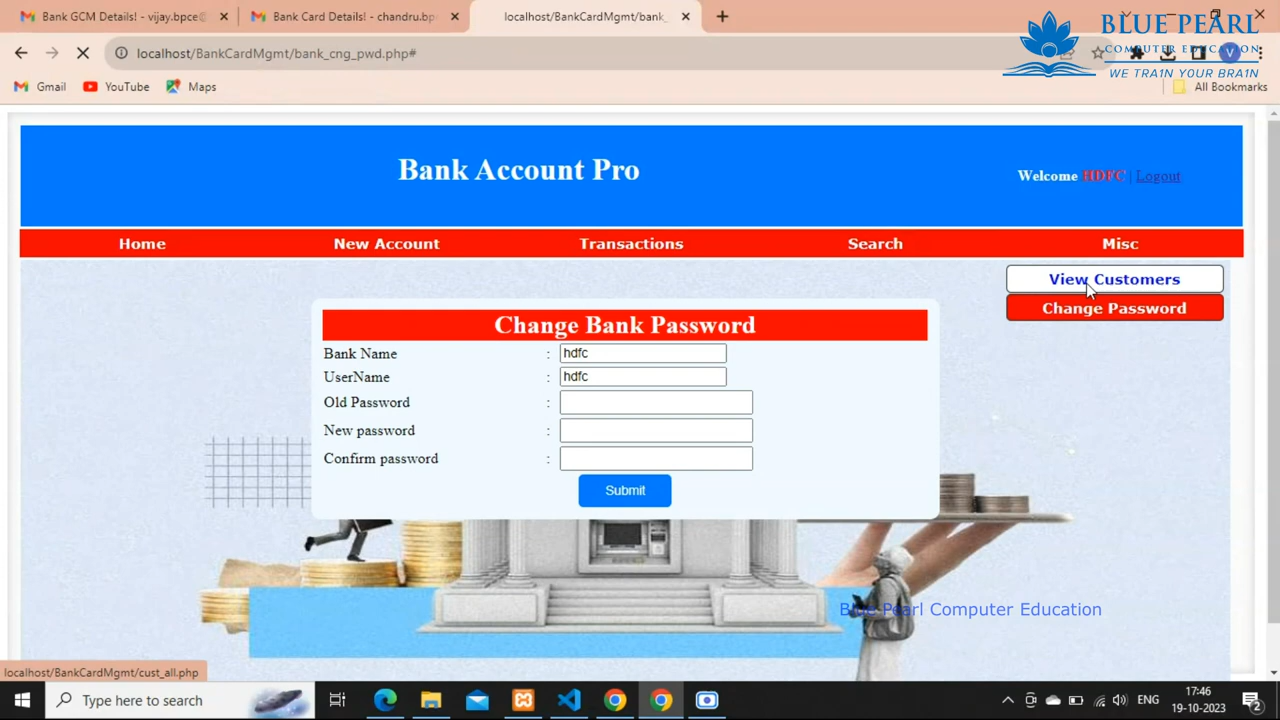 Bank GCM Details! - vijay.bpce@
Bank Card Details! - chandru.bp
localhost/BankCardMgmt/bank_
BLUE PEARL
COMPUTER EDUCATION
WE TRA1N YOUR BRA1N
localhost/BankCardMgmt/bank_cng_pwd.php#
V
Gmail
YouTube
Maps
All Bookmarks
Bank Account Pro
Welcome HDFC | Logout
Home
New Account
Transactions
Search
Misc
View Customers
Change Password
Change Bank Password
Bank Name : hdfc
UserName : hdfc
Old Password :
New password :
Confirm password :
Submit
Blue Pearl Computer Education
localhost/BankCardMgmt/cust_all.php
Type here to search
ENG
17:46
19-10-2023
2